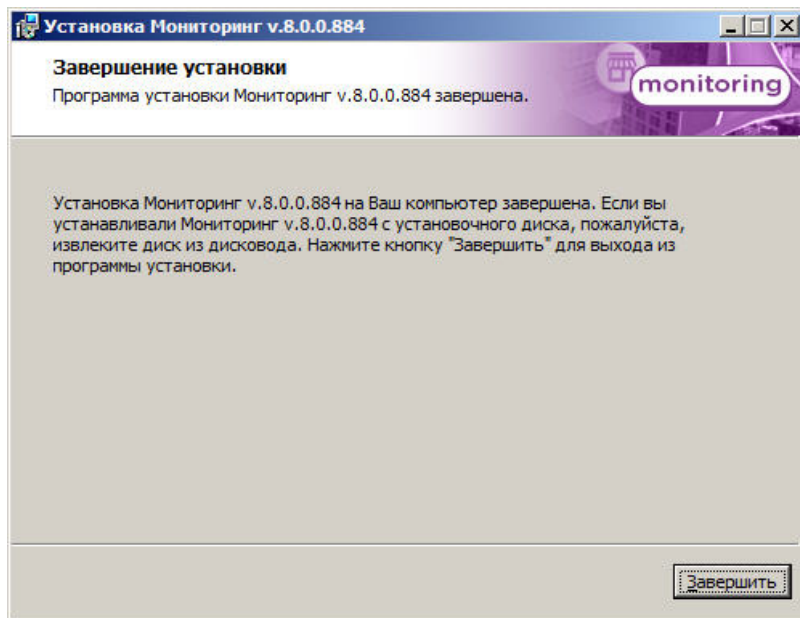 Установка Мониторинг v.8.0.0.884
Завершение установки
Программа установки Мониторинг v.8.0.0.884 завершена.
monitoring
Установка Мониторинг v.8.0.0.884 на Ваш компьютер завершена. Если вы
устанавливали Мониторинг v.8.0.0.884 с установочного диска, пожалуйста,
извлеките диск из дисковода. Нажмите кнопку "Завершить" для выхода из
программы установки.
Завершить